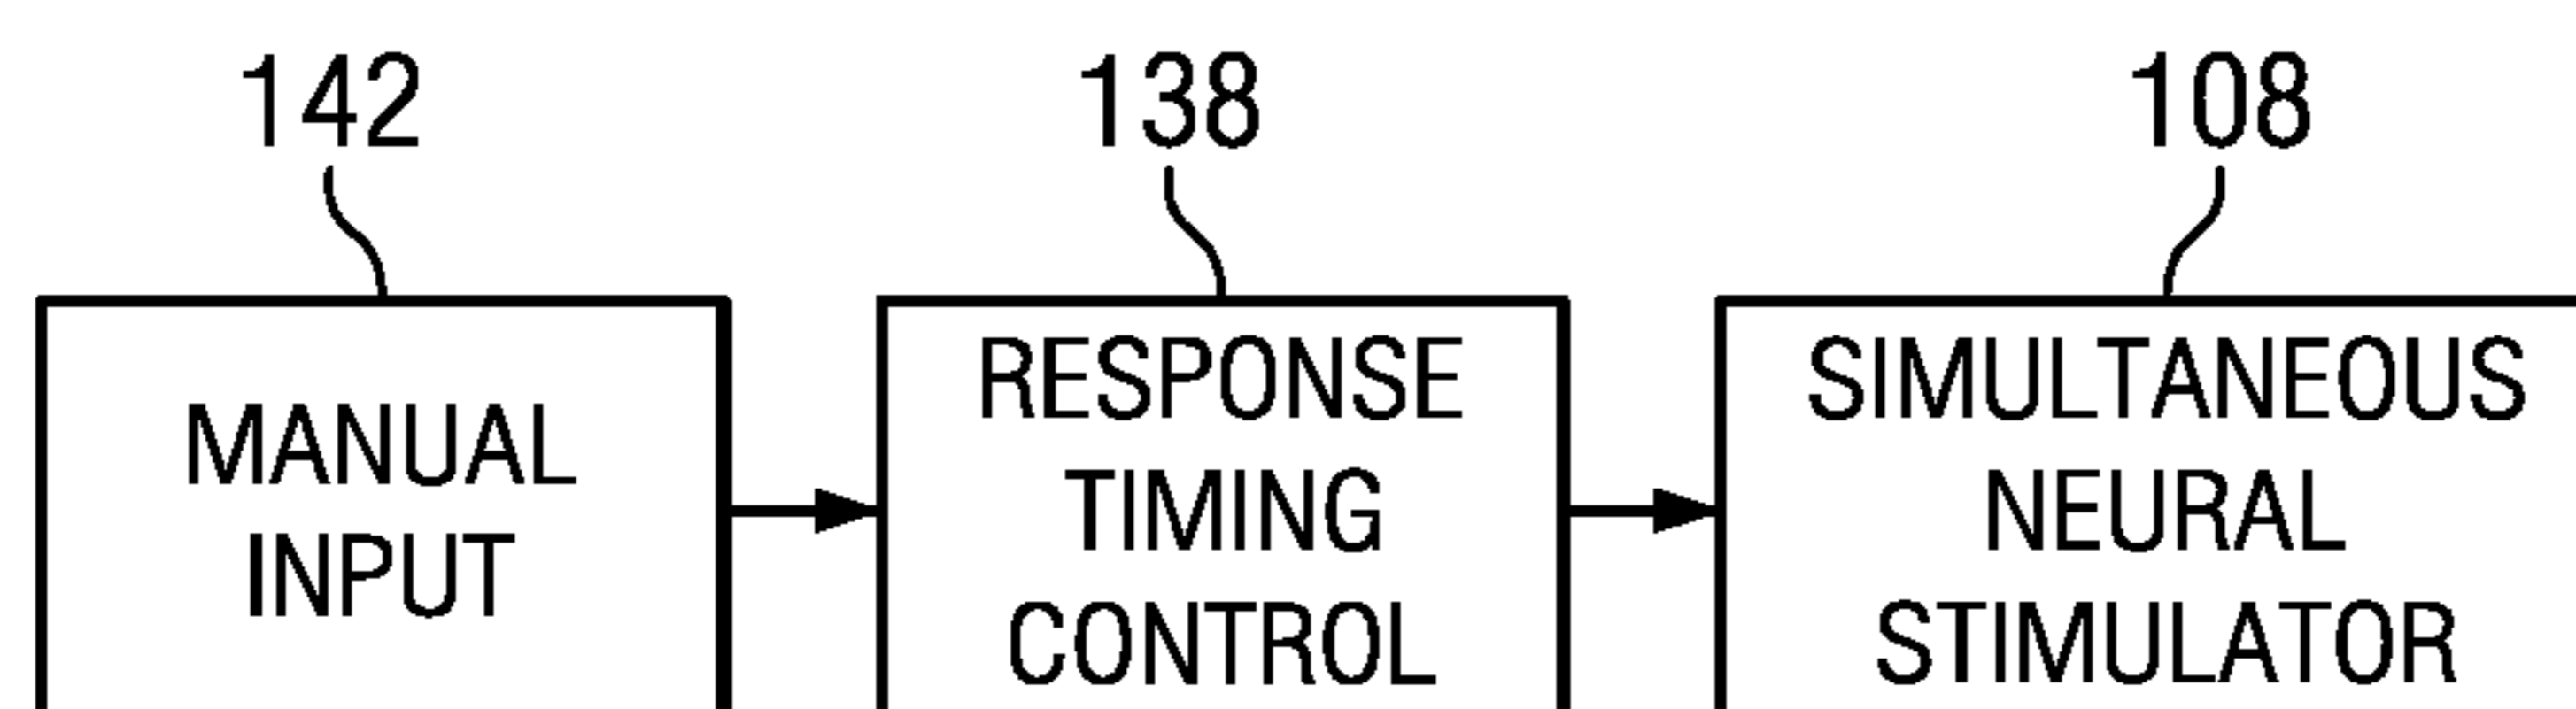 142
138
108
MANUAL
INPUT
RESPONSE
TIMING
CONTROL
SIMULTANEOUS
NEURAL
STIMULATOR